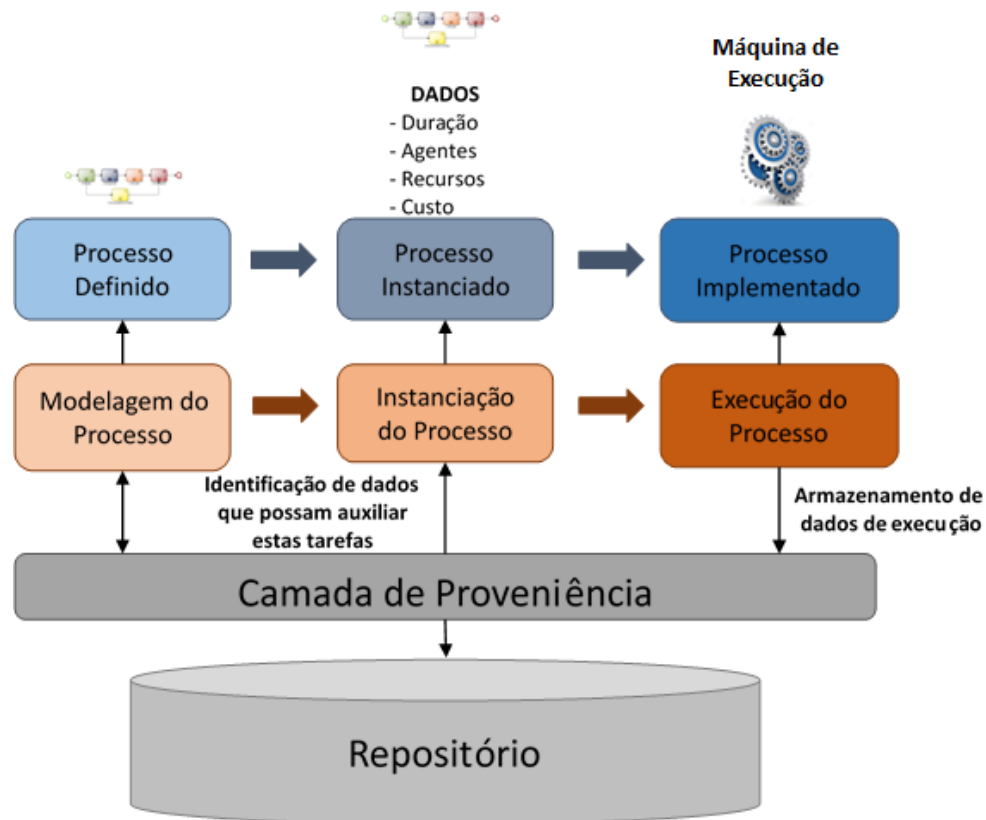 DADOS
- Duração
- Agentes
- Recursos
- Custo
Máquina de
Execução
Processo
Definido
Processo
Instanciado
Processo
Implementado
Modelagem do
Processo
Instanciação
do Processo
Execução do
Processo
Identificação de dados
que possam auxiliar
estas tarefas
Armazenamento de
dados de execução
Camada de Proveniência
Repositório